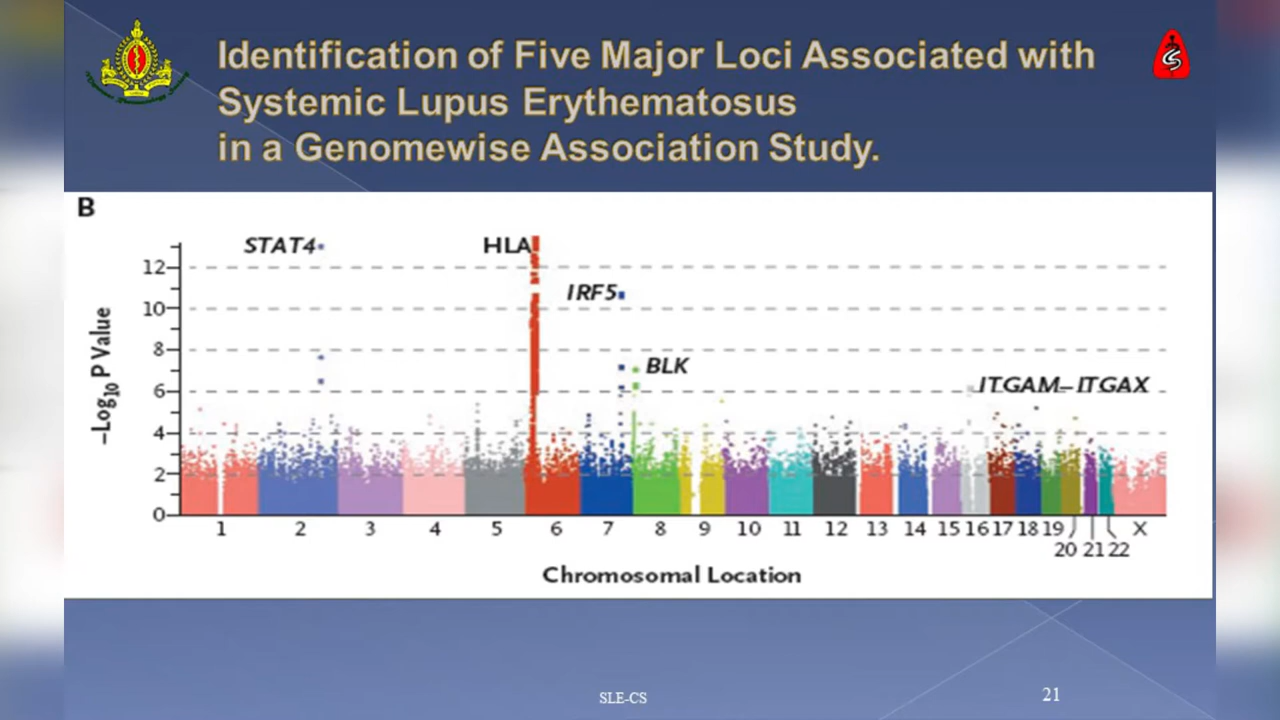 Identification of Five Major Loci Associated with
Systemic Lupus Erythematosus
in a Genomewise Association Study.
B
STAT4
HLA
IRF5
BLK
ITGAM–ITGAX
–Log10 P Value
12
10
8
6
4
2
0
1 2 3 4 5 6 7 8 9 10 11 12 13 14 15 16 17 18 19 X
20 21 22
Chromosomal Location
SLE-CS
21